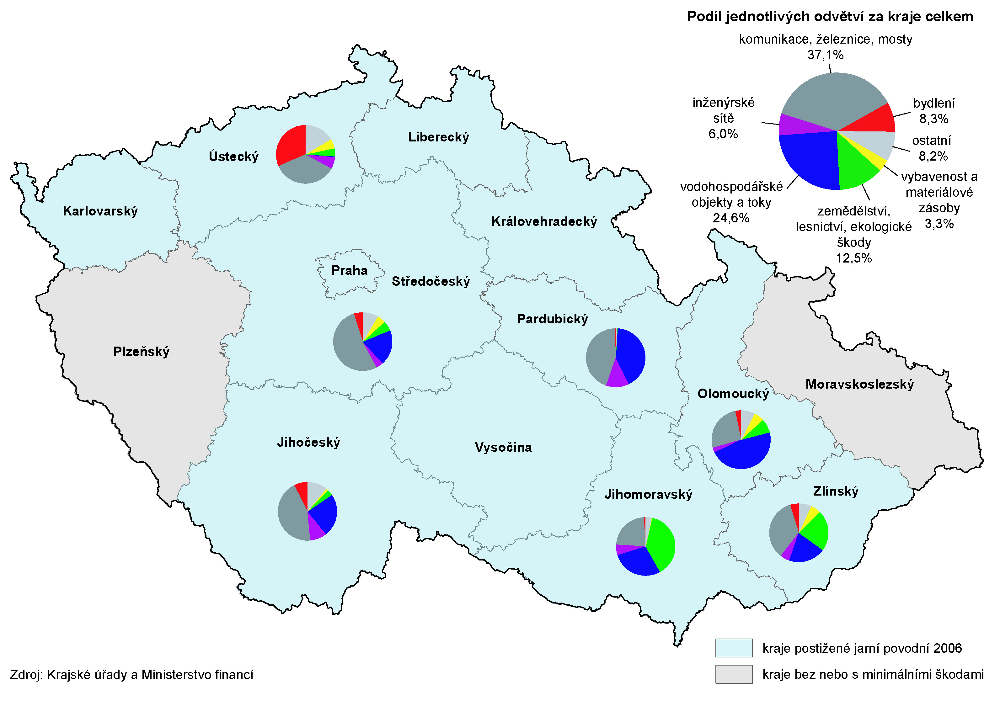 Podíl jednotlivých odvětví za kraje celkem
komunikace, železnice, mosty
37,1%
inženýrské
sítě
6,0%
bydlení
8,3%
ostatní
8,2%
vybavenost a
materiálové
zásoby
3,3%
vodohospodářské
objekty a toky
24,6%
zemědělství,
lesnictví, ekologické
škody
12,5%
Ústecký
Liberecký
Karlovarský
Královehradecký
Praha
Středočeský
Pardubický
Plzeňský
Moravskoslezský
Olomoucký
Jihočeský
Vysočina
Jihomoravský
Zlínský
kraje postižené jarní povodní 2006
kraje bez nebo s minimálními škodami
Zdroj: Krajské úřady a Ministerstvo financí